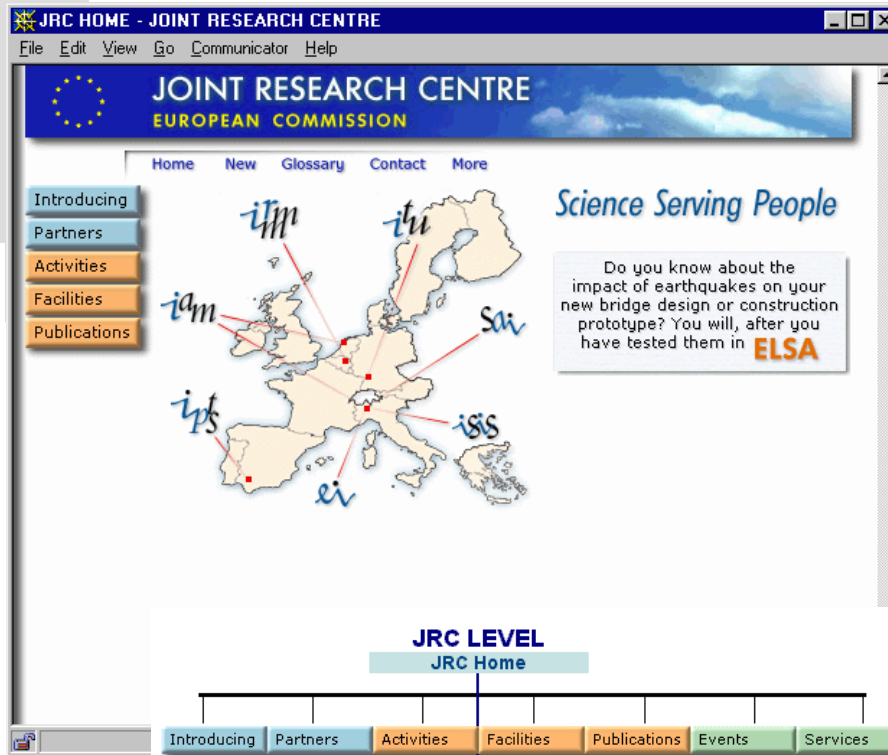 JRC HOME - JOINT RESEARCH CENTRE
File Edit View Go Communicator Help
JOINT RESEARCH CENTRE
EUROPEAN COMMISSION
Home New Glossary Contact More
Introducing
Partners
Activities
Facilities
Publications
irmm
itu
iam
sai
ipts
isis
ei
Science Serving People
Do you know about the
impact of earthquakes on your
new bridge design or construction
prototype? You will, after you
have tested them in ELSA
JRC LEVEL
JRC Home
Introducing Partners Activities Facilities Publications Events Services